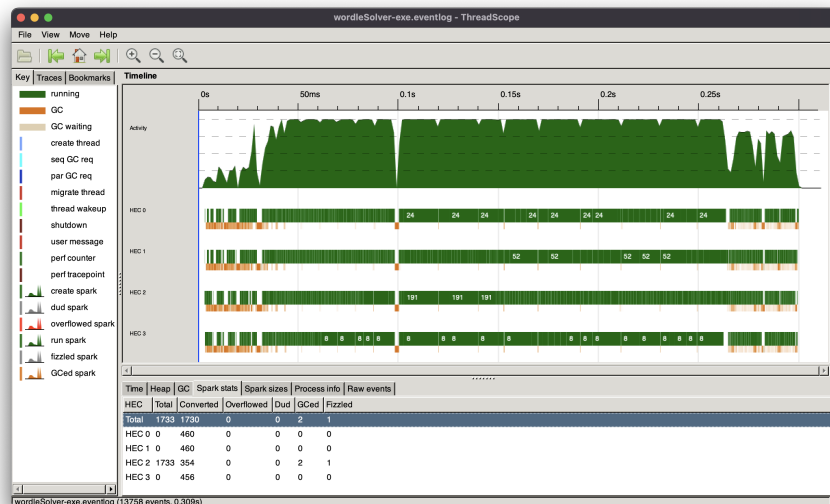 wordleSolver-exe.eventlog - ThreadScope
File View Move Help
Key Traces Bookmarks
running
GC
GC waiting
create thread
seq GC req
par GC req
migrate thread
thread wakeup
shutdown
user message
perf counter
perf tracepoint
create spark
dud spark
overflowed spark
run spark
fizzled spark
GCed spark
Timeline
0s 50ms 0.1s 0.15s 0.2s 0.25s
Activity
HEC 0
24 24 24 24 24 24 24 24 24
HEC 1
52 52 52 52 52
HEC 2
191 191 191
HEC 3
8 8 8 8 8 8 8 8 8 8 8 8 8 8 8 8 8 8 8
Time Heap GC Spark stats Spark sizes Process info Raw events
HEC Total Converted Overflowed Dud GCed Fizzled
Total 1733 1730 0 0 2 1
HEC 0 0 460 0 0 0 0
HEC 1 0 460 0 0 0 0
HEC 2 1733 354 0 0 2 1
HEC 3 0 456 0 0 0 0
wordleSolver-exe.eventlog (13758 events, 0.309s)